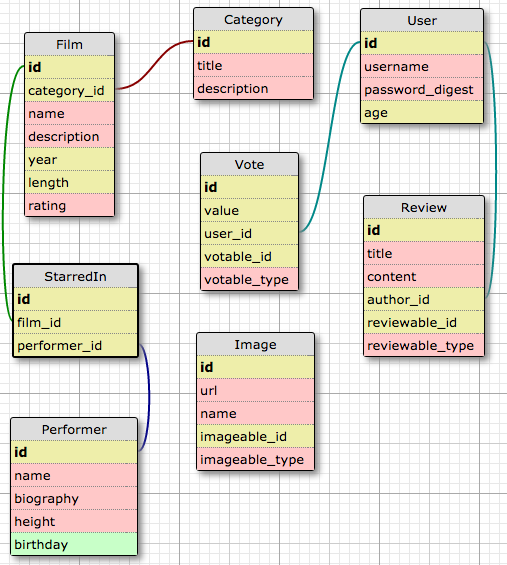 Film
id
category_id
name
description
year
length
rating
Category
id
title
description
User
id
username
password_digest
age
Vote
id
value
user_id
votable_id
votable_type
Review
id
title
content
author_id
reviewable_id
reviewable_type
StarredIn
id
film_id
performer_id
Image
id
url
name
imageable_id
imageable_type
Performer
id
name
biography
height
birthday